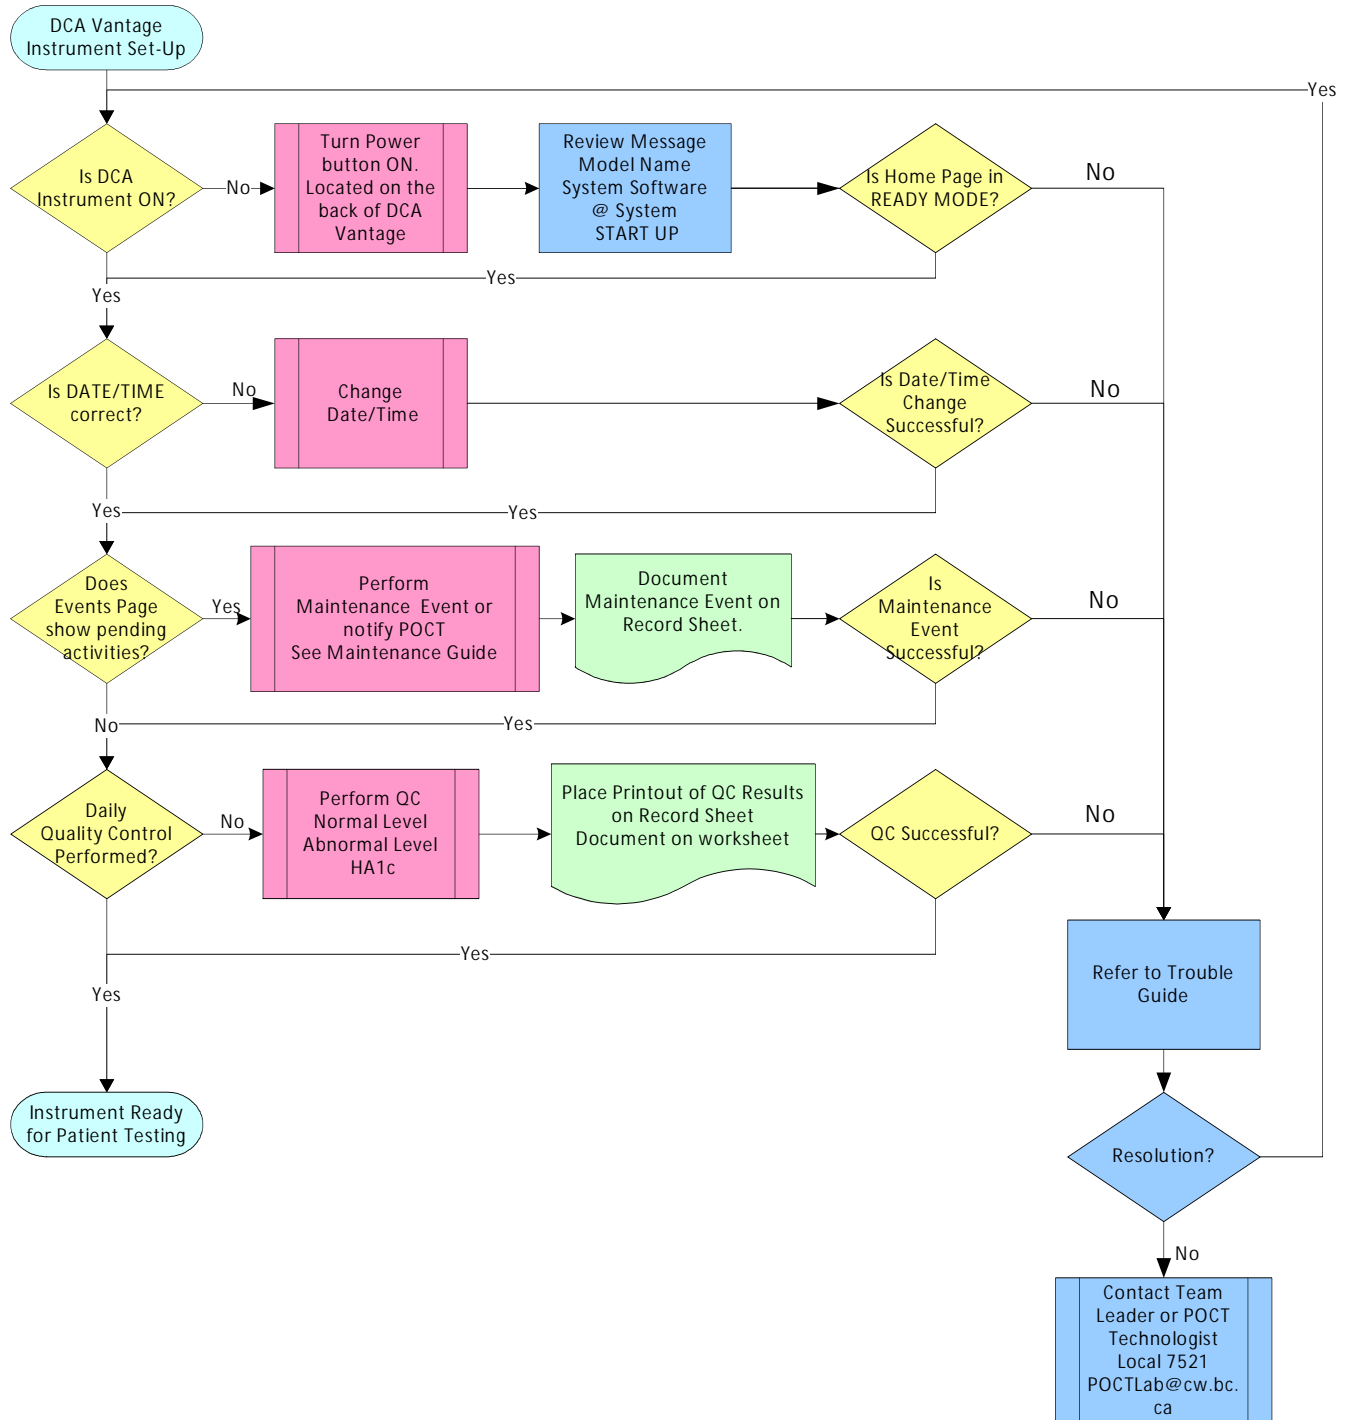 DCA Vantage
Instrument Set-Up
Yes
Is DCA
Instrument ON?
No
Turn Power
button ON.
Located on the
back of DCA
Vantage
Review Message
Model Name
System Software
@ System
START UP
Is Home Page in
READY MODE?
No
Yes
Yes
Is DATE/TIME
correct?
No
Change
Date/Time
Is Date/Time
Change
Successful?
No
Yes
Yes
Does
Events Page
show pending
activities?
Yes
Perform
Maintenance Event or
notify POCT
See Maintenance Guide
Document
Maintenance Event on
Record Sheet.
Is
Maintenance
Event
Successful?
No
No
Yes
Daily
Quality Control
Performed?
No
Perform QC
Normal Level
Abnormal Level
HA1c
Place Printout of QC Results
on Record Sheet
Document on worksheet
QC Successful?
No
Yes
Yes
Refer to Trouble
Guide
Instrument Ready
for Patient Testing
Resolution?
No
Contact Team
Leader or POCT
Technologist
Local 7521
POCTLab@cw.bc.
ca